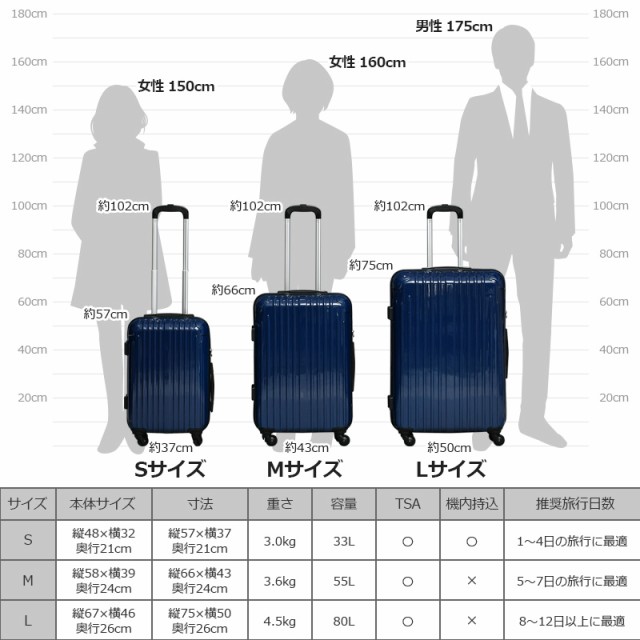 180cm
160cm
140cm
120cm
100cm
80cm
60cm
40cm
20cm
180cm
160cm
140cm
120cm
100cm
80cm
60cm
40cm
20cm
女性 150cm
女性 160cm
男性 175cm
約102cm
約102cm
約102cm
約57cm
約66cm
約75cm
約37cm
約43cm
約50cm
Sサイズ
Mサイズ
Lサイズ
サイズ 本体サイズ 寸法 重さ 容量 TSA 機内持込 推奨旅行日数
S 縦48×横32 奥行21cm 縦57×横37 奥行21cm 3.0kg 33L ○ ○ 1～4日の旅行に最適
M 縦58×横39 奥行24cm 縦66×横43 奥行24cm 3.6kg 55L ○ × 5～7日の旅行に最適
L 縦67×横46 奥行26cm 縦75×横50 奥行26cm 4.5kg 80L ○ × 8～12日以上に最適